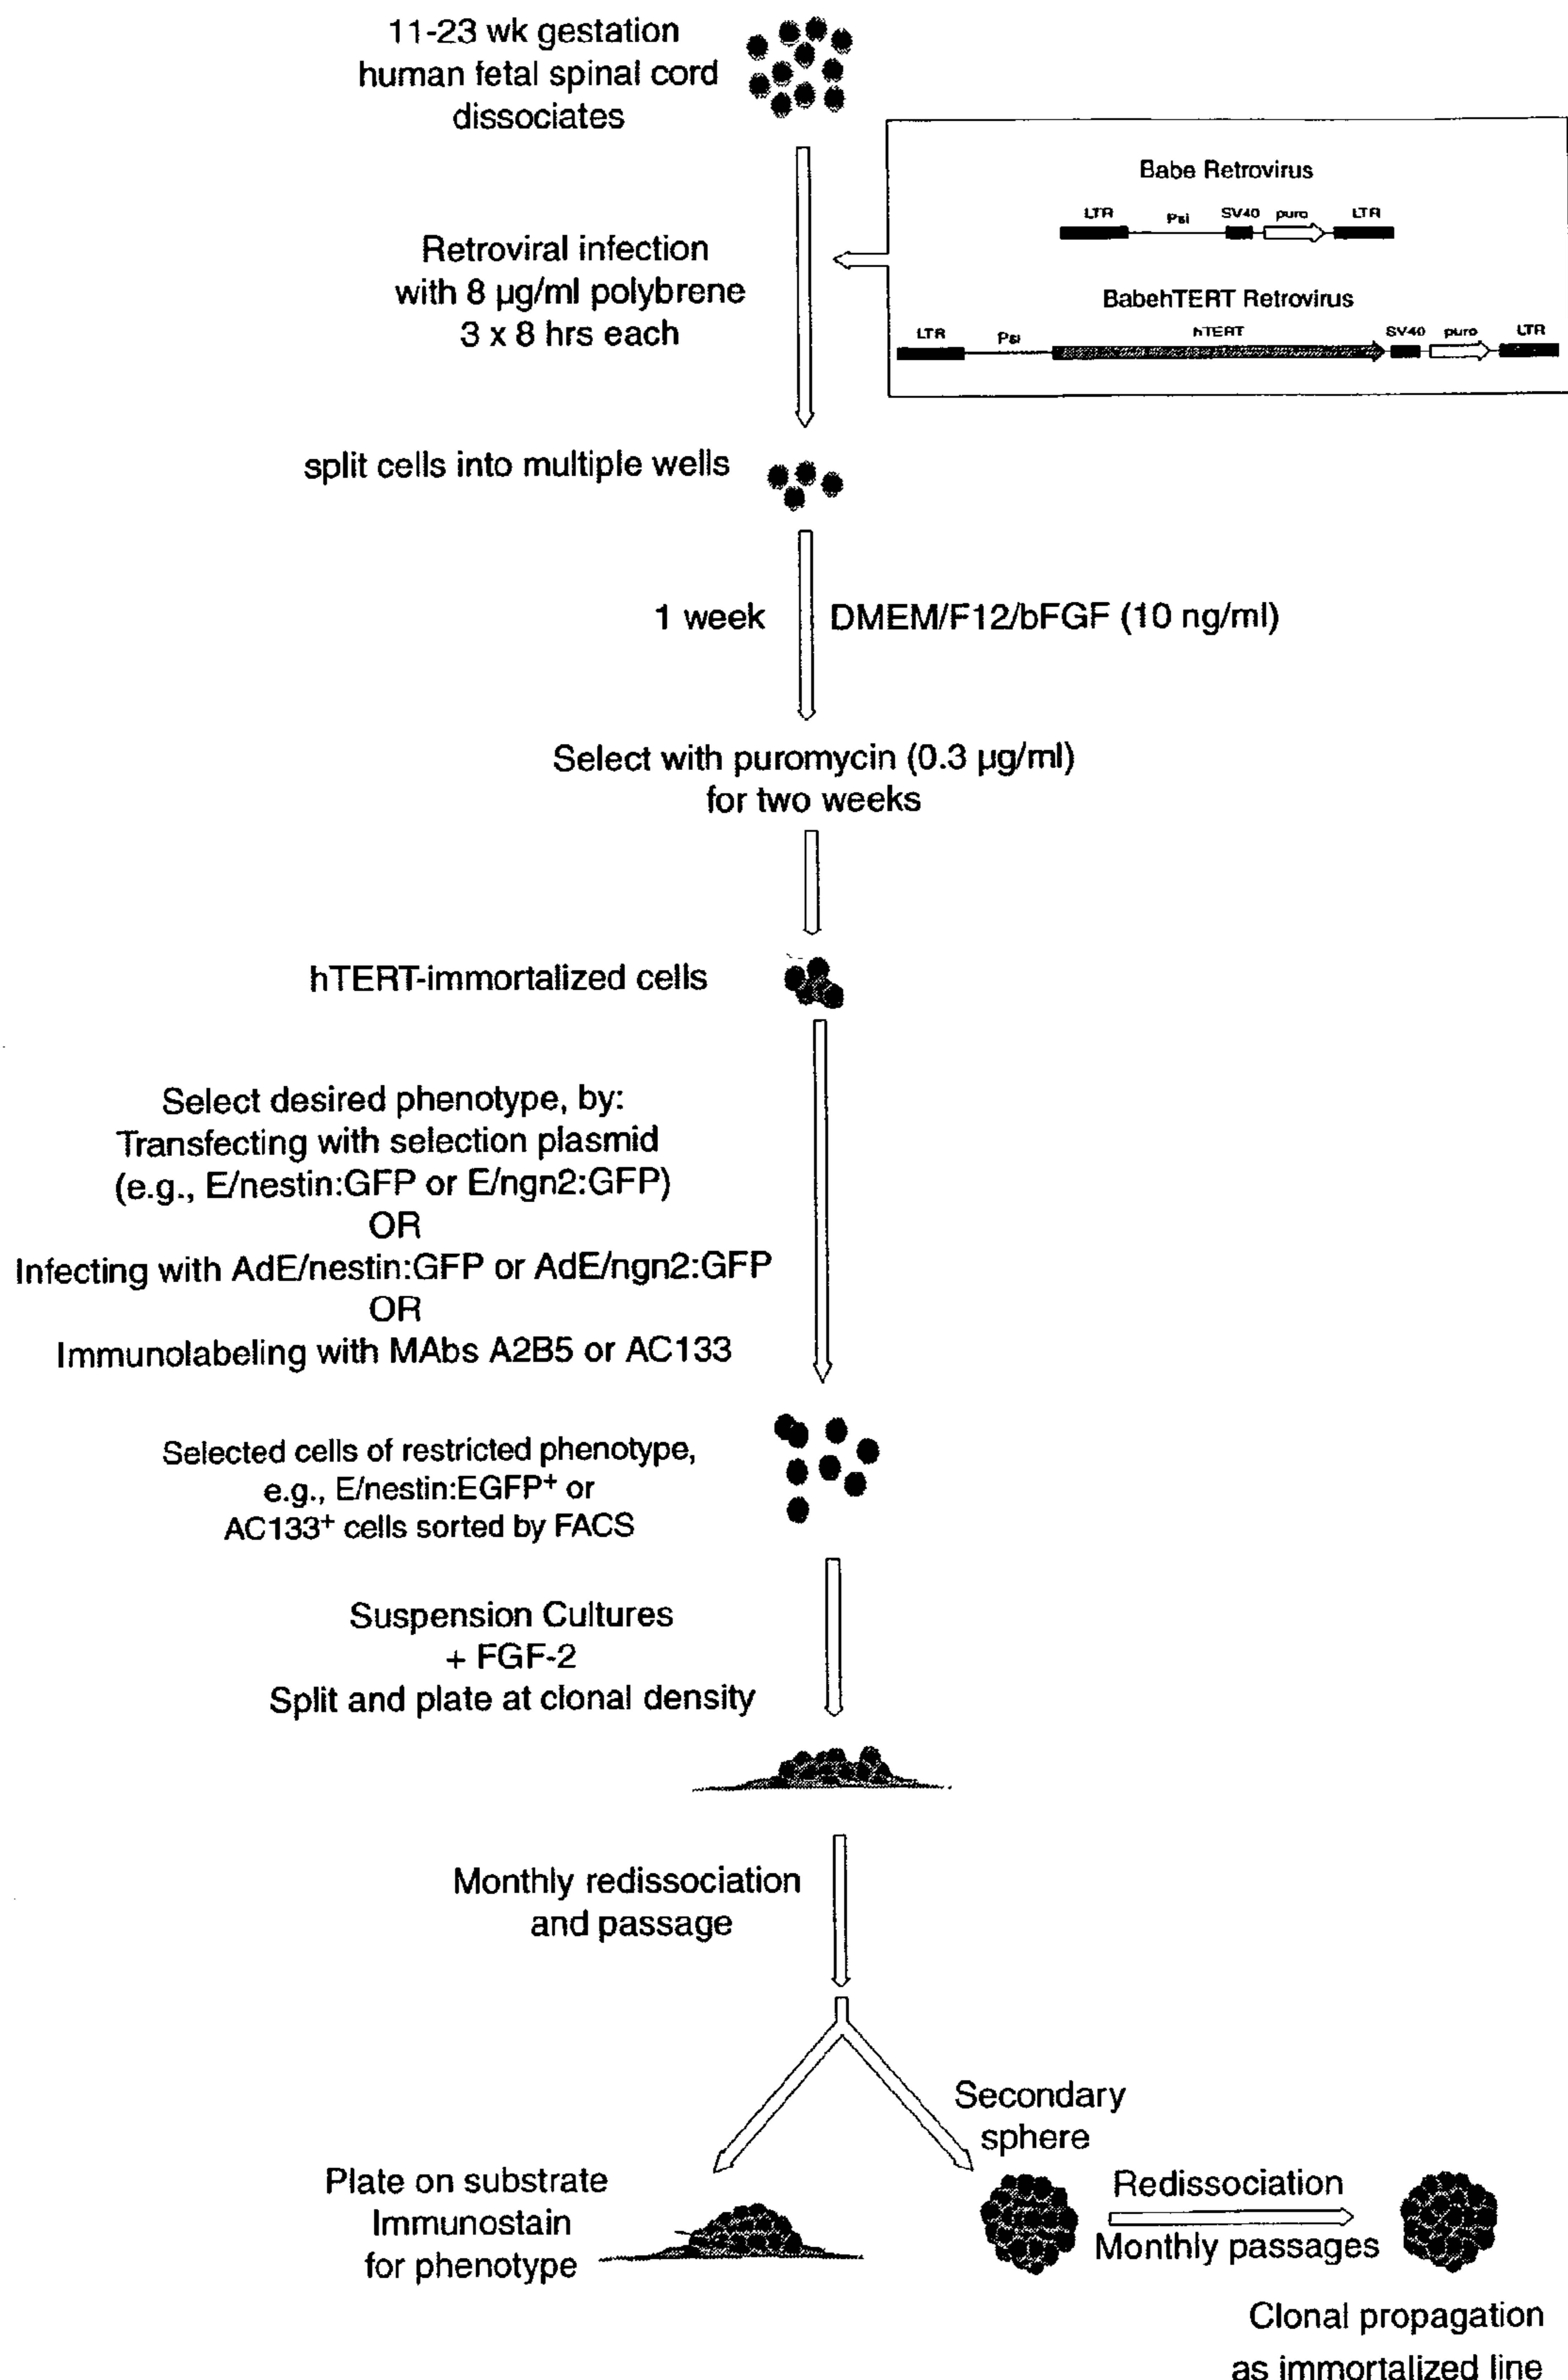 11-23 wk gestation
human fetal spinal cord
dissociates
Babe Retrovirus
LTR Psi SV40 puro LTR
Retroviral infection
with 8 µg/ml polybrene
3 x 8 hrs each
BabehTERT Retrovirus
LTR Psi hTERT SV40 puro LTR
split cells into multiple wells
1 week DMEM/F12/bFGF (10 ng/ml)
Select with puromycin (0.3 µg/ml)
for two weeks
hTERT-immortalized cells
Select desired phenotype, by:
Transfecting with selection plasmid
(e.g., E/nestin:GFP or E/ngn2:GFP)
OR
Infecting with AdE/nestin:GFP or AdE/ngn2:GFP
OR
Immunolabeling with MAbs A2B5 or AC133
Selected cells of restricted phenotype,
e.g., E/nestin:EGFP+ or
AC133+ cells sorted by FACS
Suspension Cultures
+ FGF-2
Split and plate at clonal density
Monthly redissociation
and passage
Secondary
sphere
Plate on substrate
Immunostain
for phenotype
Redissociation
Monthly passages
Clonal propagation
as immortalized line